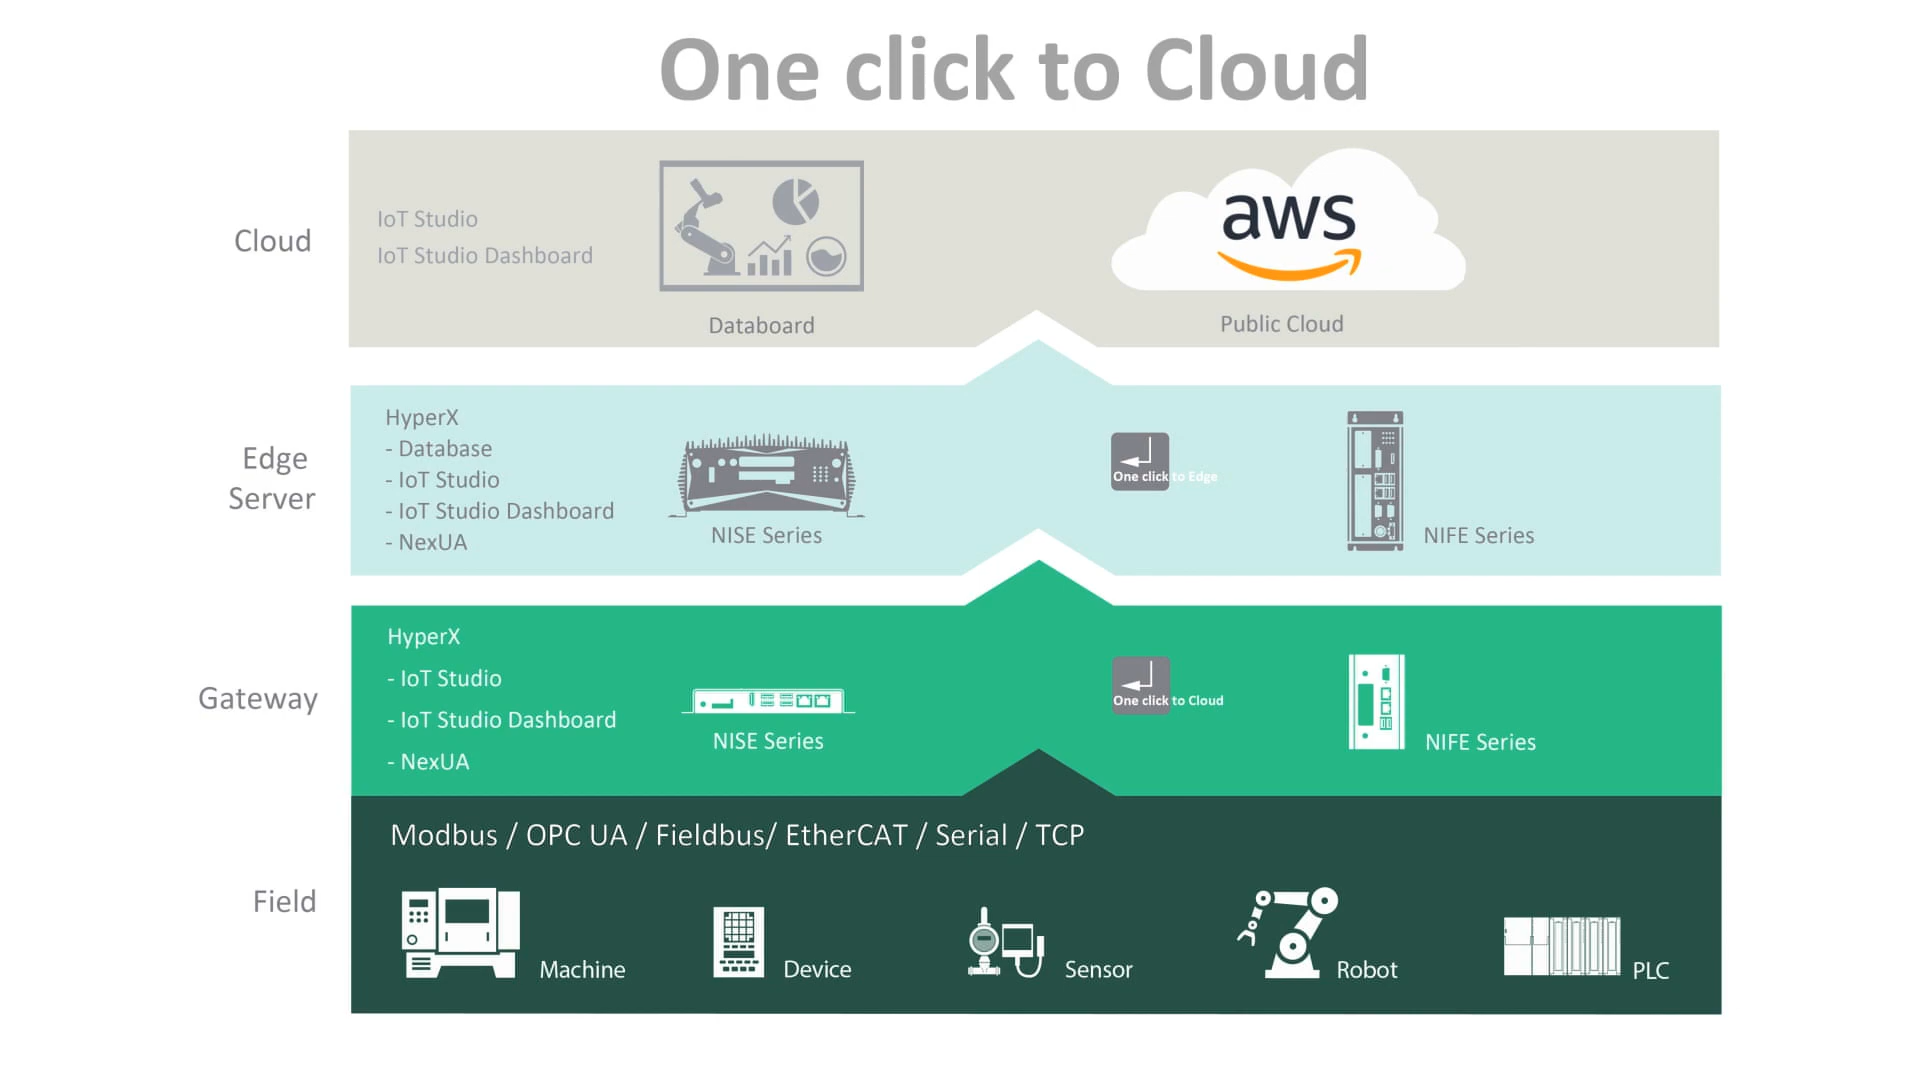 One click to Cloud
Cloud
IoT Studio
IoT Studio Dashboard
Databoard
aws
Public Cloud
Edge
Server
HyperX
- Database
- IoT Studio
- IoT Studio Dashboard
- NexUA
NISE Series
One click to Edge
NIFE Series
Gateway
HyperX
- IoT Studio
- IoT Studio Dashboard
- NexUA
NISE Series
One click to Cloud
NIFE Series
Field
Modbus / OPC UA / Fieldbus/ EtherCAT / Serial / TCP
Machine
Device
Sensor
Robot
PLC